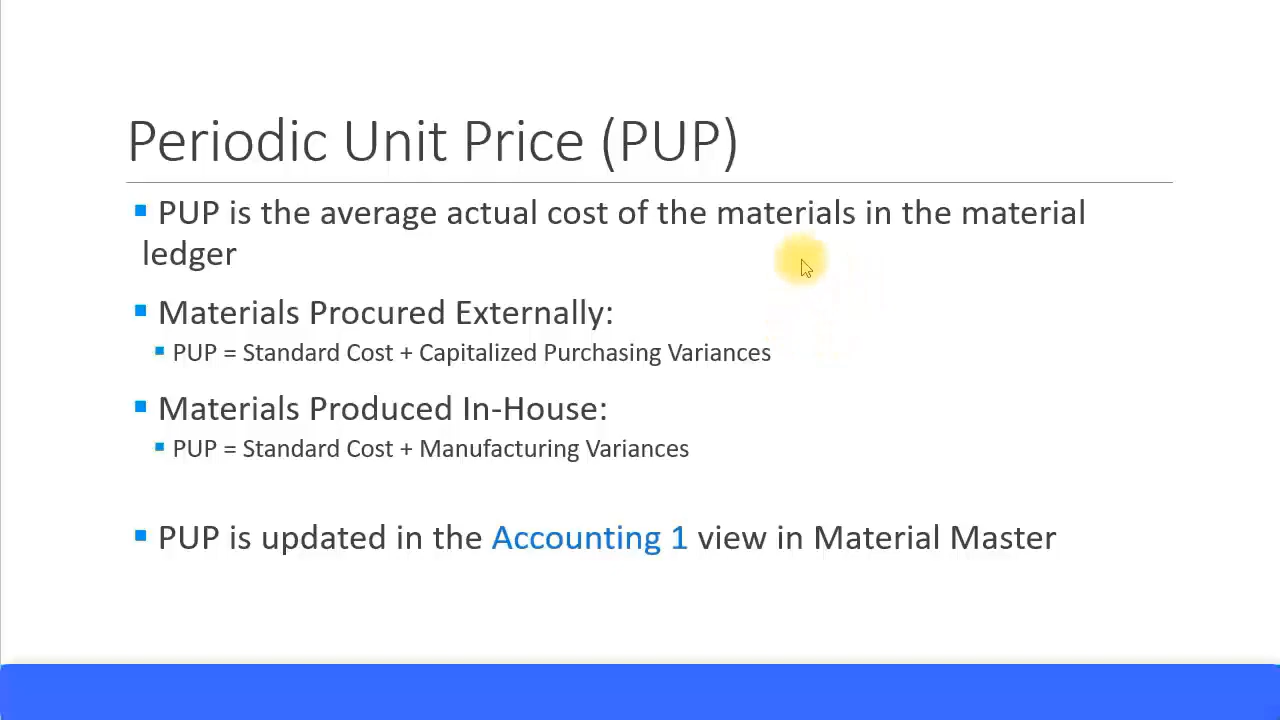 Periodic Unit Price (PUP)
PUP is the average actual cost of the materials in the material
ledger
Materials Procured Externally:
PUP = Standard Cost + Capitalized Purchasing Variances
Materials Produced In-House:
PUP = Standard Cost + Manufacturing Variances
PUP is updated in the Accounting 1 view in Material Master